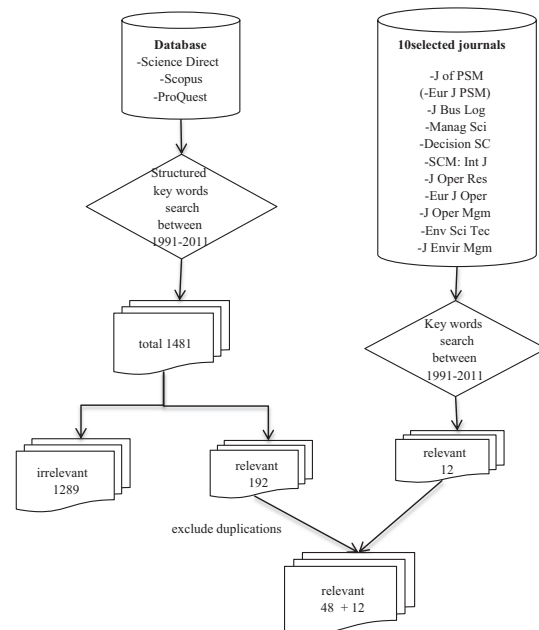 Database
-Science Direct
-Scopus
-ProQuest
Structured
key words
search
between
1991-2011
total 1481
irrelevant
1289
relevant
192
exclude duplications
10selected journals
-J of PSM
(-Eur J PSM)
-J Bus Log
-Manag Sci
-Decision SC
-SCM: Int J
-J Oper Res
-Eur J Oper
-J Oper Mgm
-Env Sci Tec
-J Envir Mgm
Key words
search
between
1991-2011
relevant
12
relevant
48 + 12